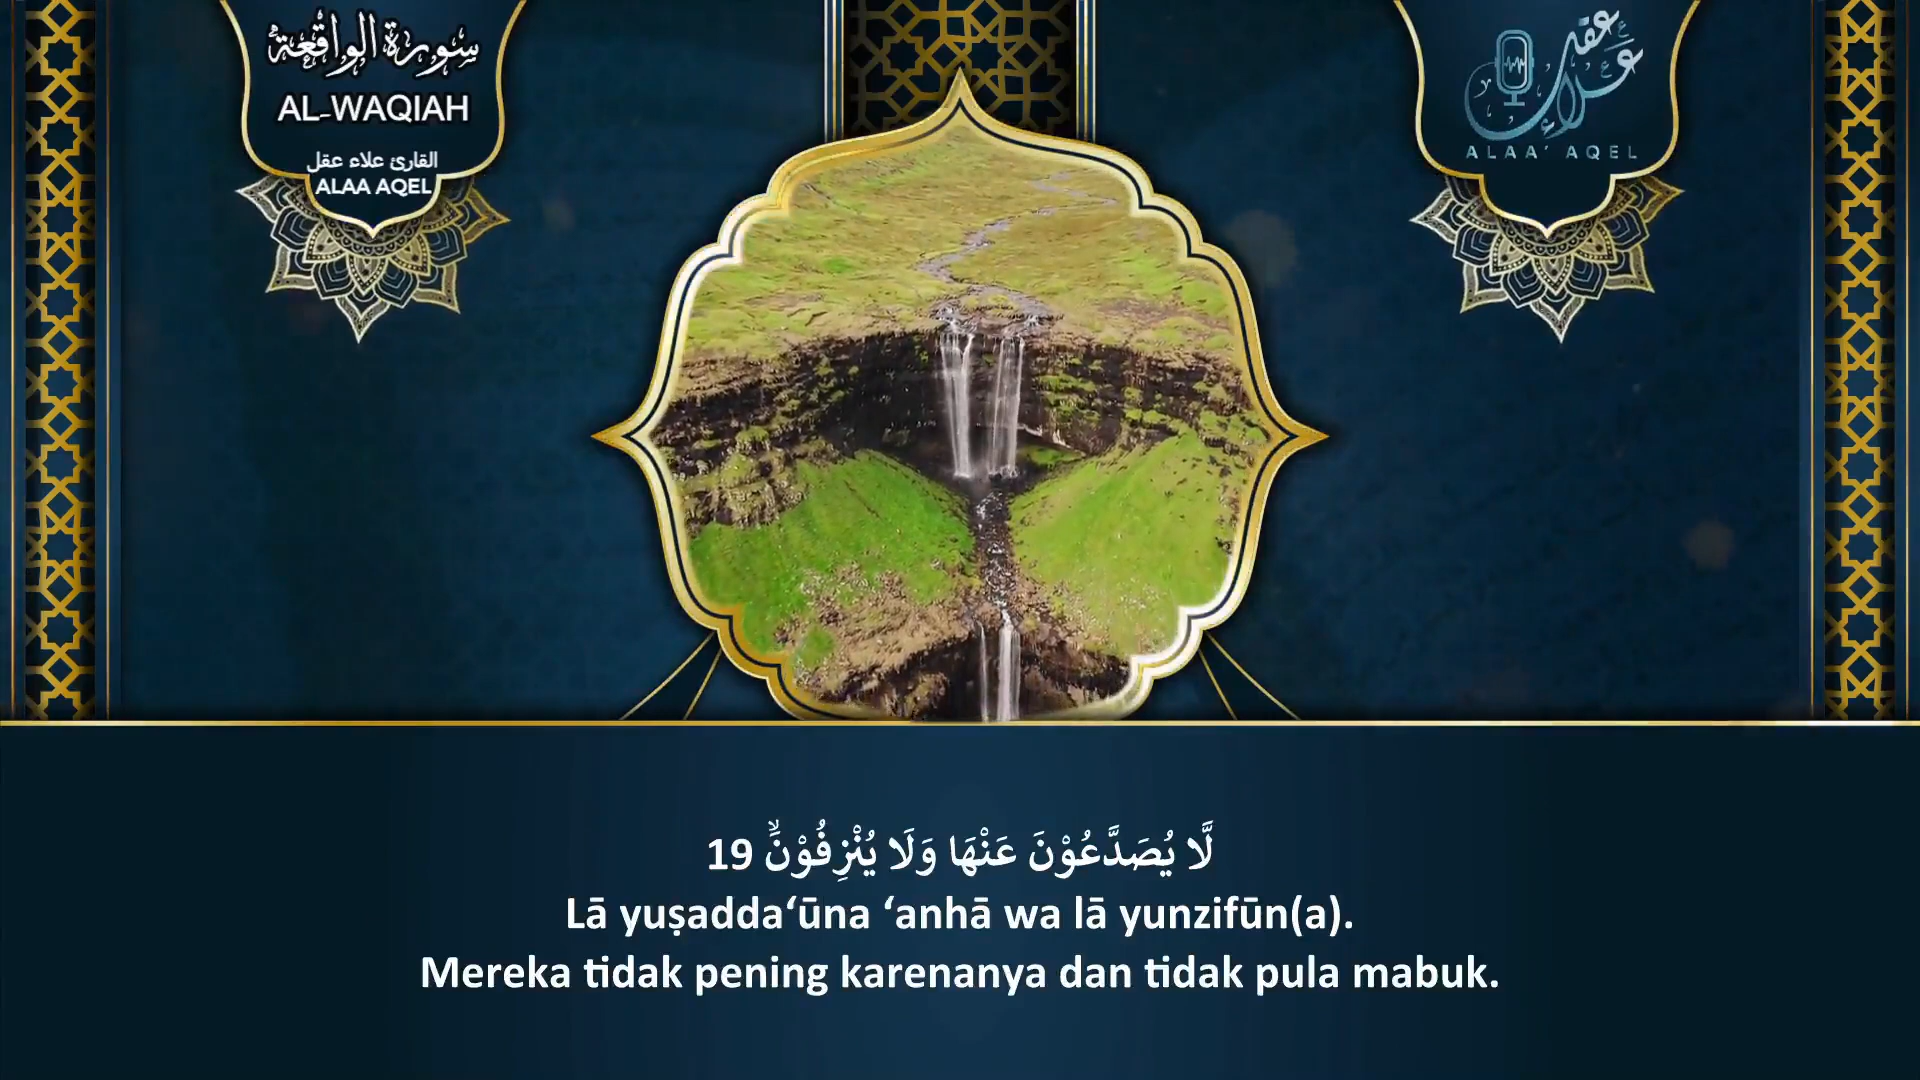 سورة الواقعة
AL-WAQIAH
القارئ علاء عقل
ALAA AQEL
علاء عقل
ALAA' AQEL
لَّا يُصَدَّعُوْنَ عَنْهَا وَلَا يُنْزِفُوْنَۙ 19
Lā yuṣadda‘ūna ‘anhā wa lā yunzifūn(a).
Mereka tidak pening karenanya dan tidak pula mabuk.